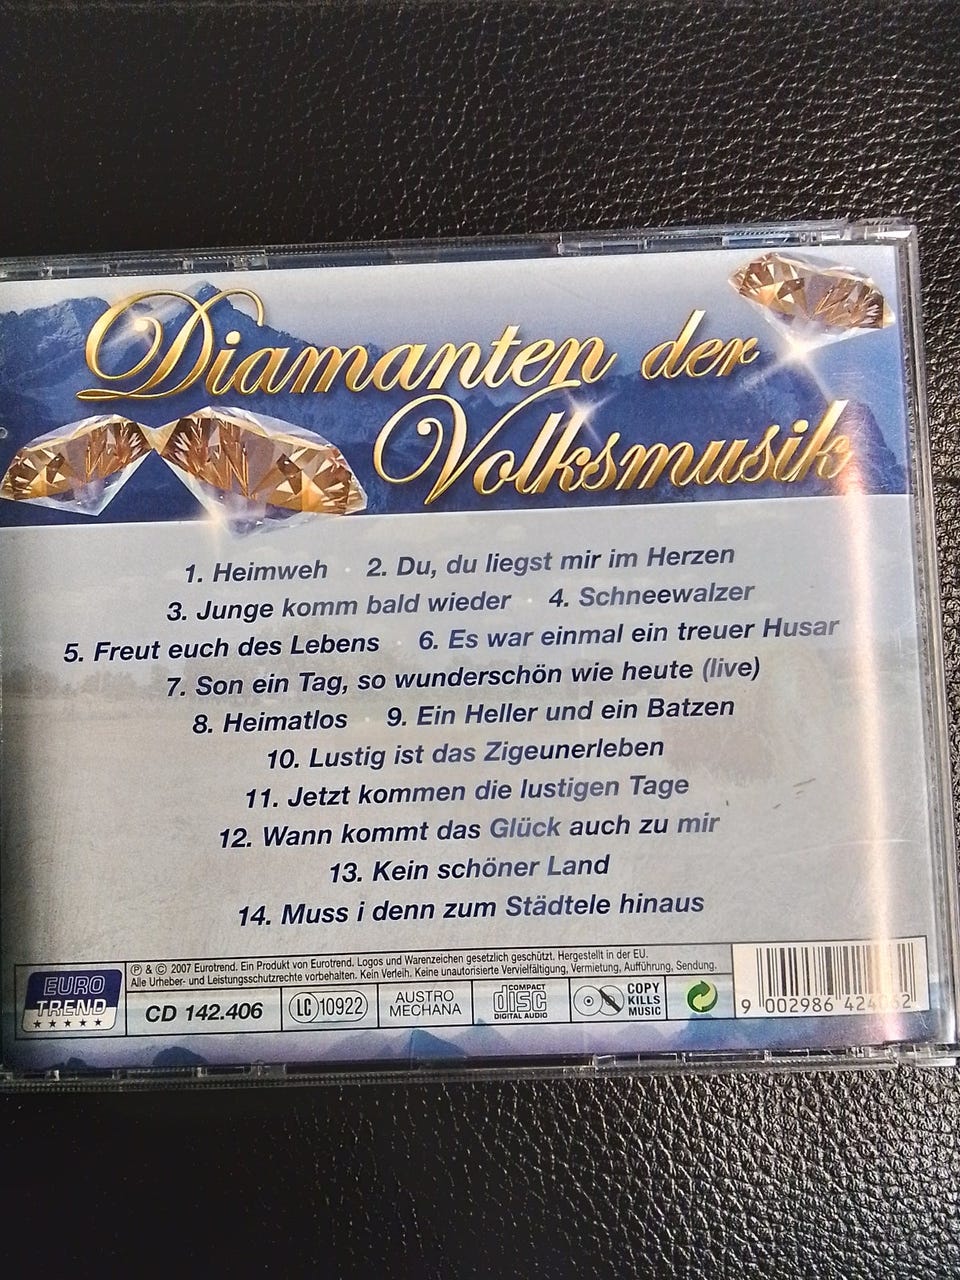 Diamanten der
Volksmusik
1. Heimweh · 2. Du, du liegst mir im Herzen
3. Junge komm bald wieder · 4. Schneewalzer
5. Freut euch des Lebens · 6. Es war einmal ein treuer Husar
7. Son ein Tag, so wunderschön wie heute (live)
8. Heimatlos · 9. Ein Heller und ein Batzen
10. Lustig ist das Zigeunerleben
11. Jetzt kommen die lustigen Tage
12. Wann kommt das Glück auch zu mir
13. Kein schöner Land
14. Muss i denn zum Städtele hinaus
EURO
TREND
Ⓟ & © 2007 Eurotrend. Ein Produkt von Eurotrend. Logos und Warenzeichen gesetzlich geschützt. Hergestellt in der EU.
Alle Urheber- und Leistungsschutzrechte vorbehalten. Kein Verleih. Keine unautorisierte Vervielfältigung, Vermietung, Aufführung, Sendung.
CD 142.406
LC 10922
AUSTRO
MECHANA
COMPACT
disc
DIGITAL AUDIO
COPY
KILLS
MUSIC
9 002986 424062